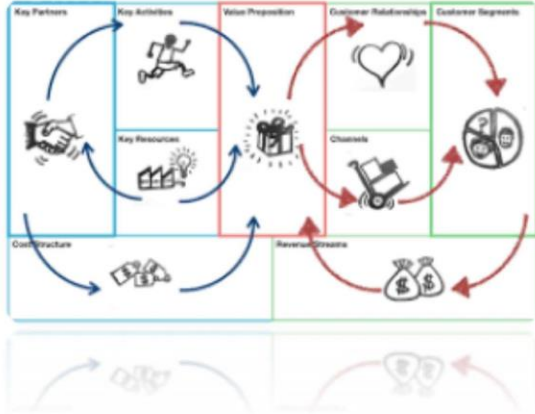 Key Partners
Key Activities
Value Proposition
Customer Relationships
Customer Segments
Key Resources
Channels
Cost Structure
Revenue Streams
$
$
$
$
?